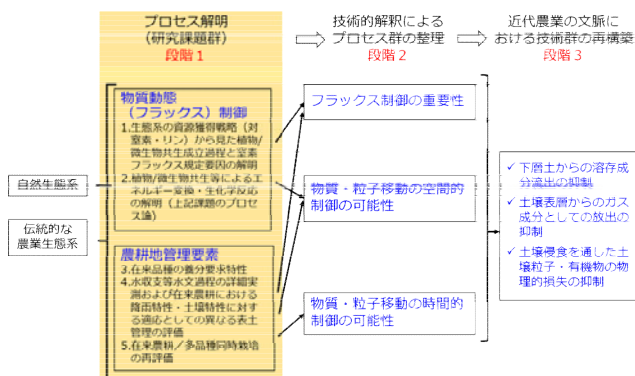 プロセス解明
(研究課題群)
段階1
技術的解釈による
プロセス群の整理
段階2
近代農業の文脈に
おける技術群の再構築
段階3
物質動態
(フラックス)制御
1.生態系の資源獲得戦略(対
窒素・リン)から見た植物/
微生物共生成立過程と窒素
フラックス規定要因の解明
2.植物/微生物共生等によるエ
ネルギー変換・生化学反応
の解明(上記課題のプロセ
ス論)
自然生態系
伝統的な
農業生態系
農耕地管理要素
3.在来品種の養分要求特性
4.水収支等水文過程の詳細実
測および在来農耕における
降雨特性・土壌特性に対す
る適応としての異なる表土
管理の評価
5.在来農耕/多品種同時栽培
の再評価
フラックス制御の重要性
物質・粒子移動の空間的
制御の可能性
物質・粒子移動の時間的
制御の可能性
✓ 下層土からの溶存成
分流出の抑制
✓ 土壌表層からのガス
成分としての放出の
抑制
✓ 土壌侵食を通した土
壌粒子・有機物の物
理的損失の抑制